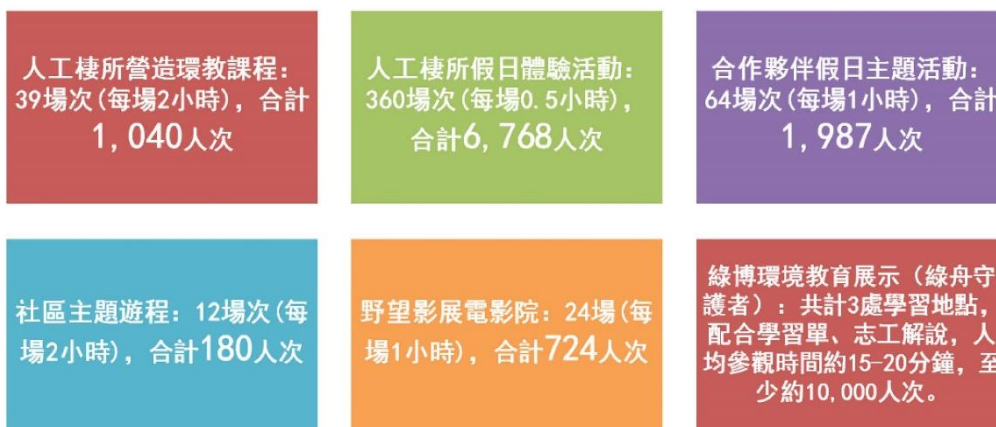 人工棲所營造環教課程：
39場次(每場2小時)，合計
1,040人次
人工棲所假日體驗活動：
360場次(每場0.5小時)，
合計6,768人次
合作夥伴假日主題活動：
64場次(每場1小時)，合計
1,987人次
社區主題遊程：12場次(每
場2小時)，合計180人次
野望影展電影院：24場(每
場1小時)，合計724人次
綠博環境教育展示（綠舟守
護者）：共計3處學習地點，
配合學習單、志工解說，人
均參觀時間約15-20分鐘，至
少約10,000人次。